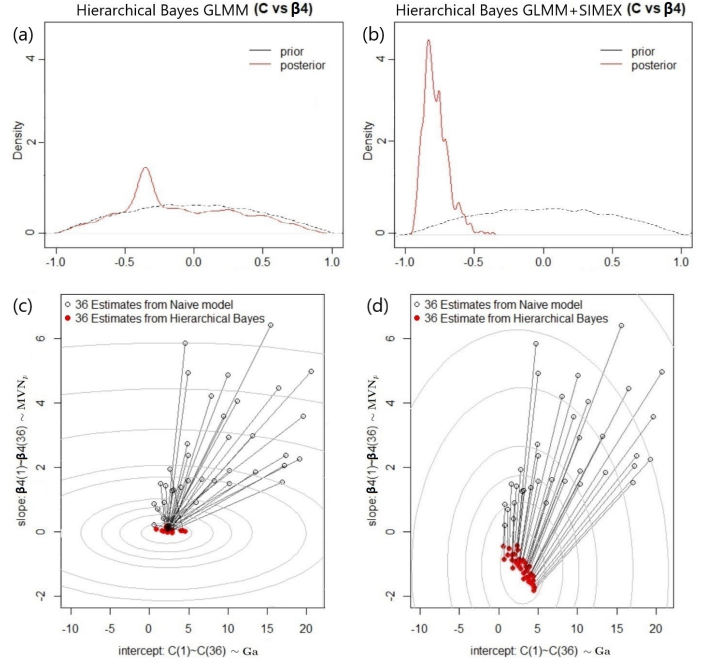 Hierarchical Bayes GLMM (C vs β4)
(a)
prior
posterior
Density
4
2
0
-1.0 -0.5 0.0 0.5 1.0
Hierarchical Bayes GLMM+SIMEX (C vs β4)
(b)
prior
posterior
Density
4
2
0
-1.0 -0.5 0.0 0.5 1.0
(c)
36 Estimates from Naive model
36 Estimates from Hierarchical Bayes
slope: β4(1)~β4(36) ~ MVNₚ
6
4
2
0
-2
-10 -5 0 5 10 15 20
intercept: C(1)~C(36) ~ Ga
(d)
36 Estimates from Naive model
36 Estimate from Hierarchical Bayes
slope: β4(1)~β4(36) ~ MVNₚ
6
4
2
0
-2
-10 -5 0 5 10 15 20
intercept: C(1)~C(36) ~ Ga